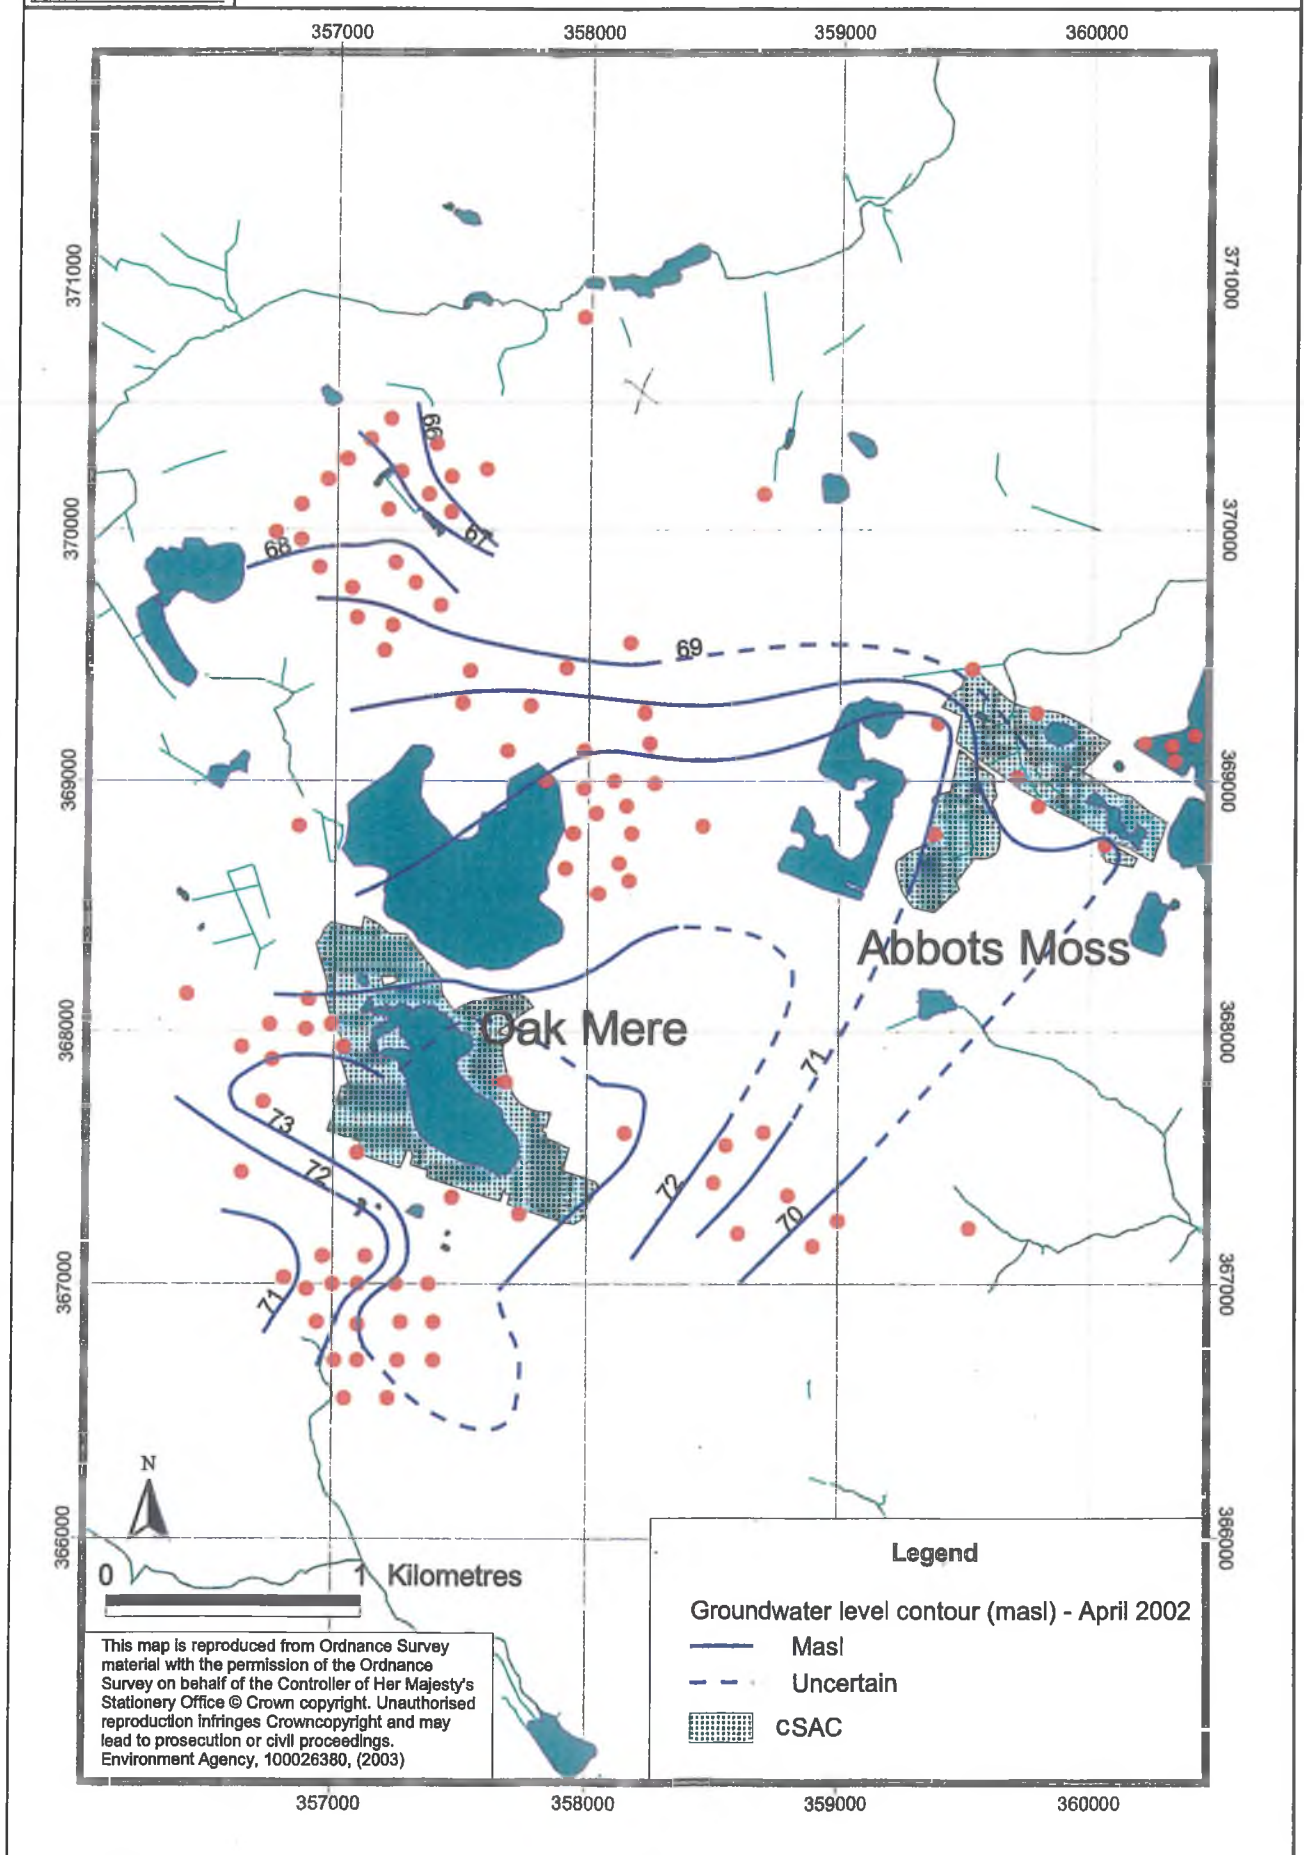 357000 358000 359000 360000
371000 371000
66
370000 370000
67
68
69
369000 369000
Abbots Moss
Oak Mere
368000 368000
71
73
72
72
70
71
367000 367000
N
366000 366000
0 1 Kilometres
Legend
Groundwater level contour (masl) - April 2002
Masl
Uncertain
cSAC
This map is reproduced from Ordnance Survey
material with the permission of the Ordnance
Survey on behalf of the Controller of Her Majesty's
Stationery Office © Crown copyright. Unauthorised
reproduction infringes Crowncopyright and may
lead to prosecution or civil proceedings.
Environment Agency, 100026380, (2003)
357000 358000 359000 360000